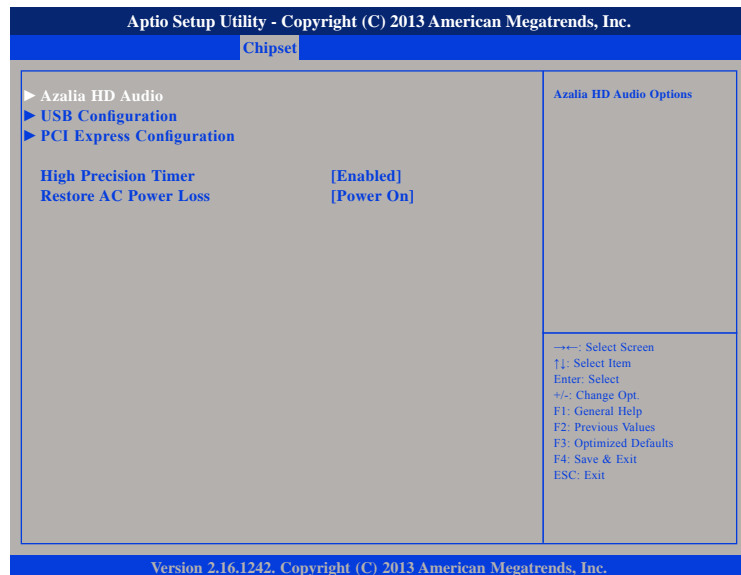 Aptio Setup Utility - Copyright (C) 2013 American Megatrends, Inc.
Chipset
► Azalia HD Audio
► USB Configuration
► PCI Express Configuration
High Precision Timer [Enabled]
Restore AC Power Loss [Power On]
Azalia HD Audio Options
→←: Select Screen
↑↓: Select Item
Enter: Select
+/-: Change Opt.
F1: General Help
F2: Previous Values
F3: Optimized Defaults
F4: Save & Exit
ESC: Exit
Version 2.16.1242. Copyright (C) 2013 American Megatrends, Inc.